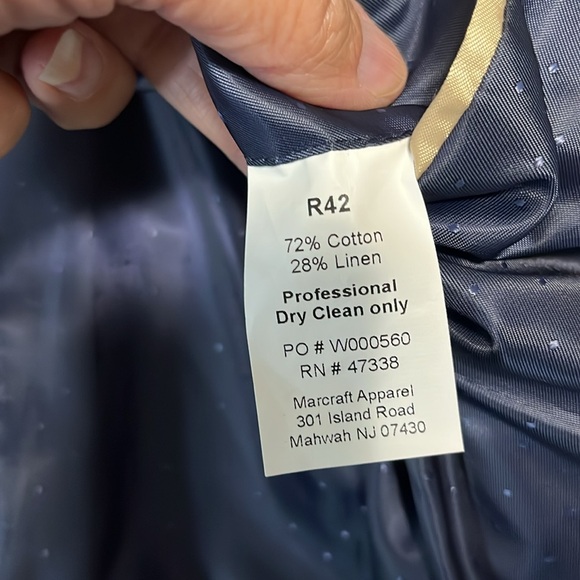 R42
72% Cotton
28% Linen
Professional
Dry Clean only
PO # W000560
RN # 47338
Marcraft Apparel
301 Island Road
Mahwah NJ 07430